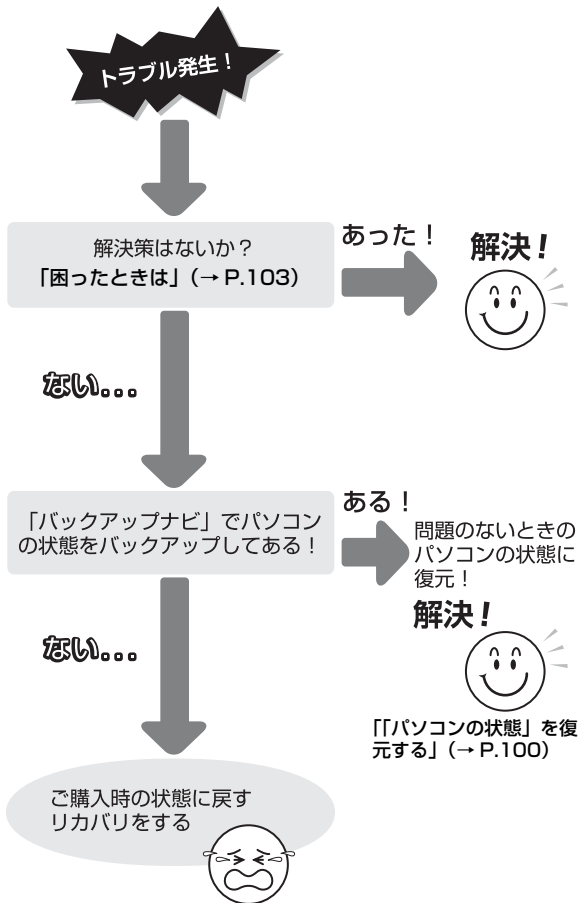 トラブル発生！
解決策はないか？
「困ったときは」（→ P.103）
あった！
解決！
ない...
「バックアップナビ」でパソコン
の状態をバックアップしてある！
ある！
問題のないときの
パソコンの状態に
復元！
解決！
「「パソコンの状態」を復
元する」（→ P.100）
ない...
ご購入時の状態に戻す
リカバリをする